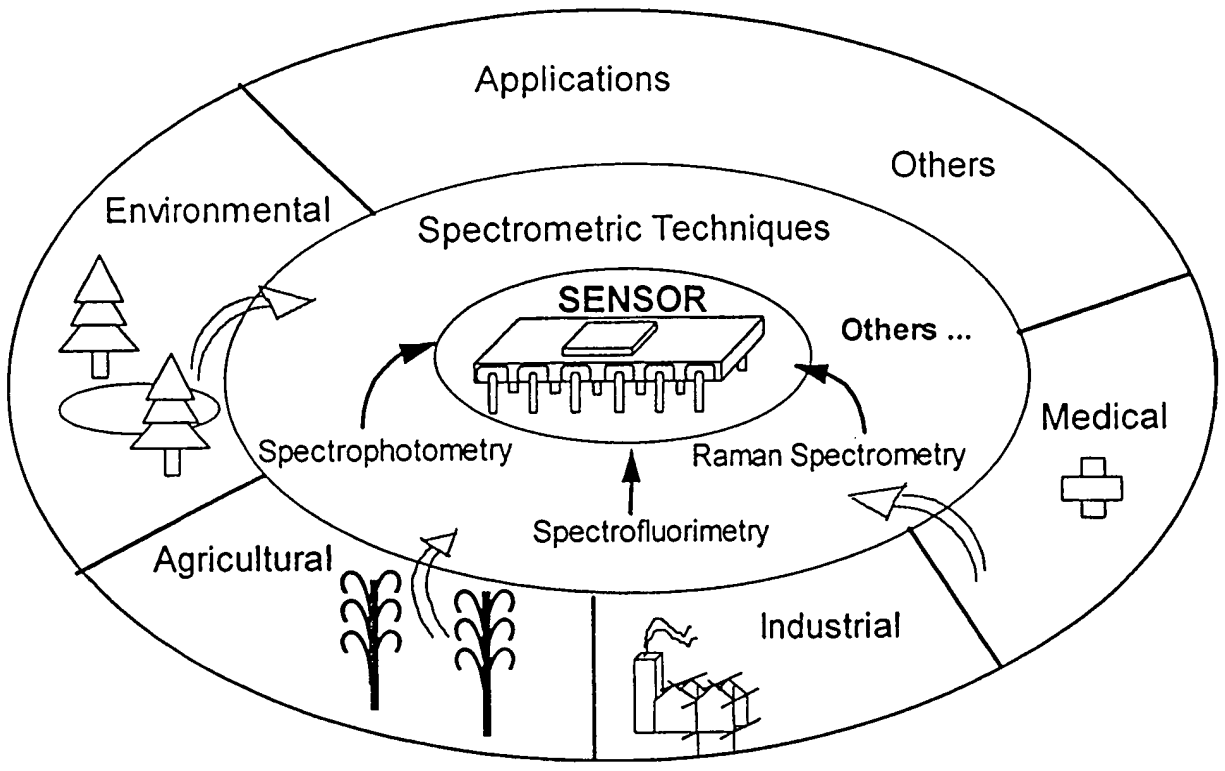 Applications
Others
Environmental
Spectrometric Techniques
SENSOR
Others ...
Medical
Spectrophotometry
Raman Spectrometry
Spectrofluorimetry
Agricultural
Industrial